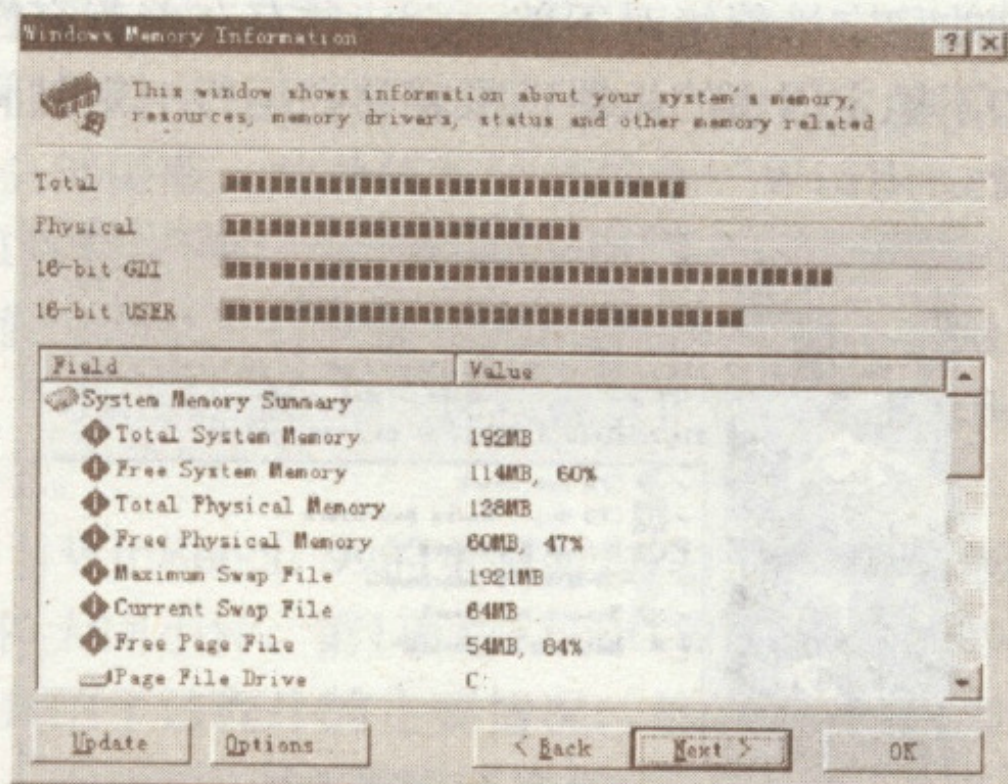 Windows Memory Information
This window shows information about your system's memory,
resources, memory drivers, status and other memory related
Total
Physical
16-bit GDI
16-bit USER
Field Value
System Memory Summary
Total System Memory 192MB
Free System Memory 114MB, 60%
Total Physical Memory 128MB
Free Physical Memory 60MB, 47%
Maximum Swap File 1921MB
Current Swap File 64MB
Free Page File 54MB, 84%
Page File Drive C:
Update Options < Back Next > OK